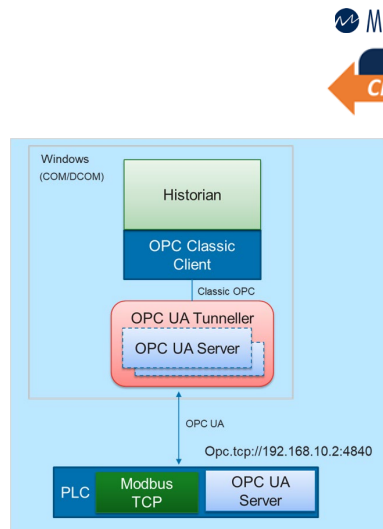 Windows
(COM/DCOM)
Historian
OPC Classic
Client
Classic OPC
OPC UA Tunneller
OPC UA Server
OPC UA
Opc.tcp://192.168.10.2:4840
PLC
Modbus
TCP
OPC UA
Server